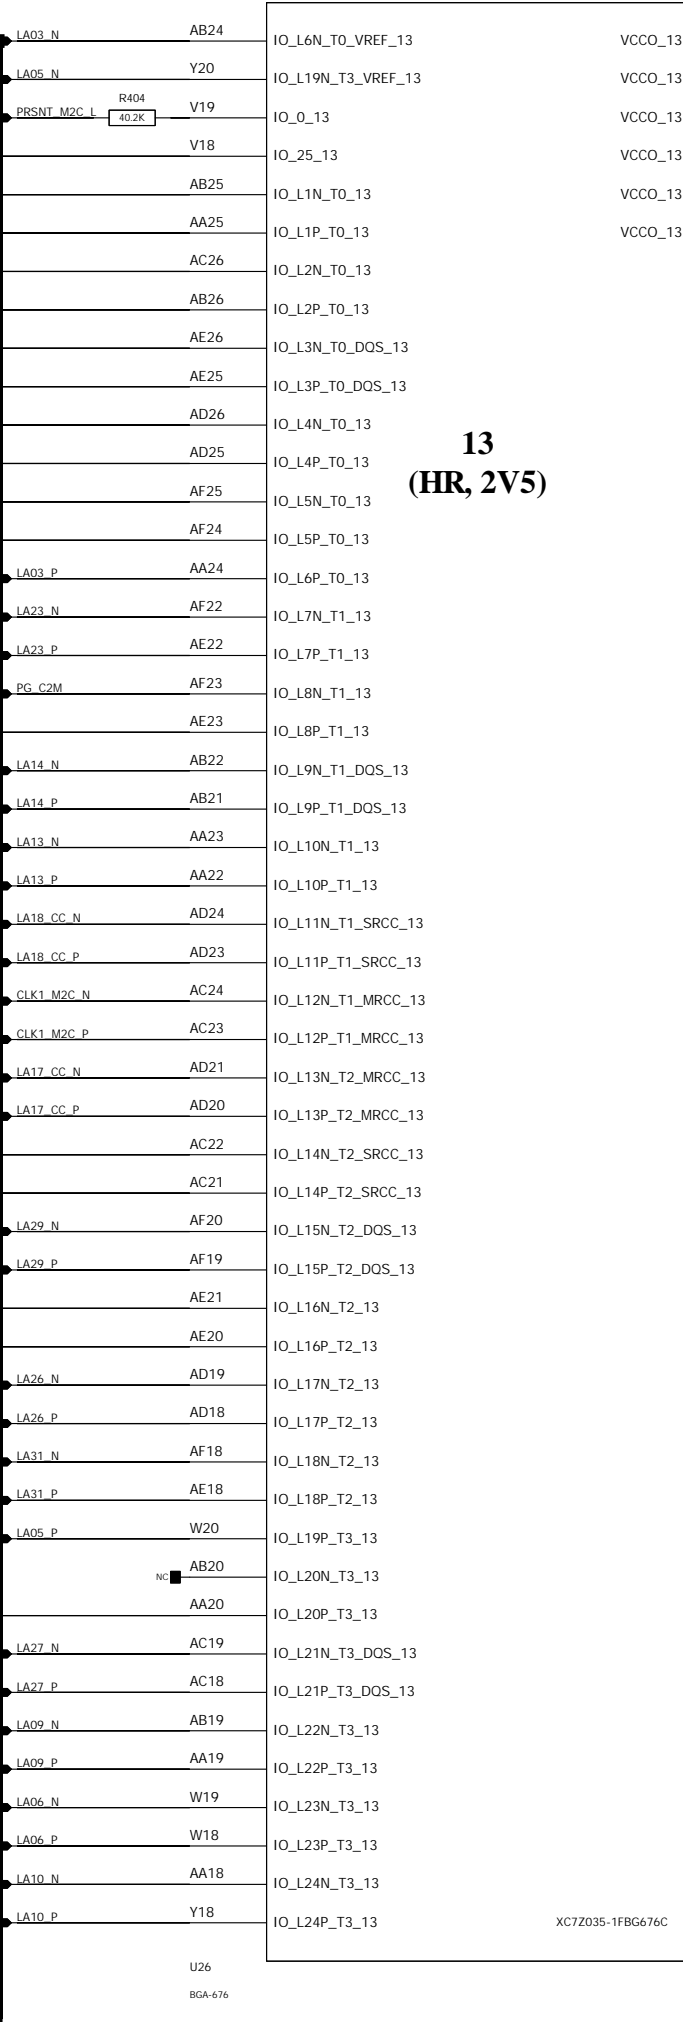 LA03_N AB24 IO_L6N_T0_VREF_13 VCCO_13
LA05_N Y20 IO_L19N_T3_VREF_13 VCCO_13
R404
PRSNT_M2C_L 40.2K V19 IO_0_13 VCCO_13
V18 IO_25_13 VCCO_13
AB25 IO_L1N_T0_13 VCCO_13
AA25 IO_L1P_T0_13 VCCO_13
AC26 IO_L2N_T0_13
AB26 IO_L2P_T0_13
AE26 IO_L3N_T0_DQS_13
AE25 IO_L3P_T0_DQS_13
AD26 IO_L4N_T0_13
13
AD25 IO_L4P_T0_13
(HR, 2V5)
AF25 IO_L5N_T0_13
AF24 IO_L5P_T0_13
LA03_P AA24 IO_L6P_T0_13
LA23_N AF22 IO_L7N_T1_13
LA23_P AE22 IO_L7P_T1_13
PG_C2M AF23 IO_L8N_T1_13
AE23 IO_L8P_T1_13
LA14_N AB22 IO_L9N_T1_DQS_13
LA14_P AB21 IO_L9P_T1_DQS_13
LA13_N AA23 IO_L10N_T1_13
LA13_P AA22 IO_L10P_T1_13
LA18_CC_N AD24 IO_L11N_T1_SRCC_13
LA18_CC_P AD23 IO_L11P_T1_SRCC_13
CLK1_M2C_N AC24 IO_L12N_T1_MRCC_13
CLK1_M2C_P AC23 IO_L12P_T1_MRCC_13
LA17_CC_N AD21 IO_L13N_T2_MRCC_13
LA17_CC_P AD20 IO_L13P_T2_MRCC_13
AC22 IO_L14N_T2_SRCC_13
AC21 IO_L14P_T2_SRCC_13
LA29_N AF20 IO_L15N_T2_DQS_13
LA29_P AF19 IO_L15P_T2_DQS_13
AE21 IO_L16N_T2_13
AE20 IO_L16P_T2_13
LA26_N AD19 IO_L17N_T2_13
LA26_P AD18 IO_L17P_T2_13
LA31_N AF18 IO_L18N_T2_13
LA31_P AE18 IO_L18P_T2_13
LA05_P W20 IO_L19P_T3_13
NC AB20 IO_L20N_T3_13
AA20 IO_L20P_T3_13
LA27_N AC19 IO_L21N_T3_DQS_13
LA27_P AC18 IO_L21P_T3_DQS_13
LA09_N AB19 IO_L22N_T3_13
LA09_P AA19 IO_L22P_T3_13
LA06_N W19 IO_L23N_T3_13
LA06_P W18 IO_L23P_T3_13
LA10_N AA18 IO_L24N_T3_13
LA10_P Y18 IO_L24P_T3_13 XC7Z035-1FBG676C
U26
BGA-676